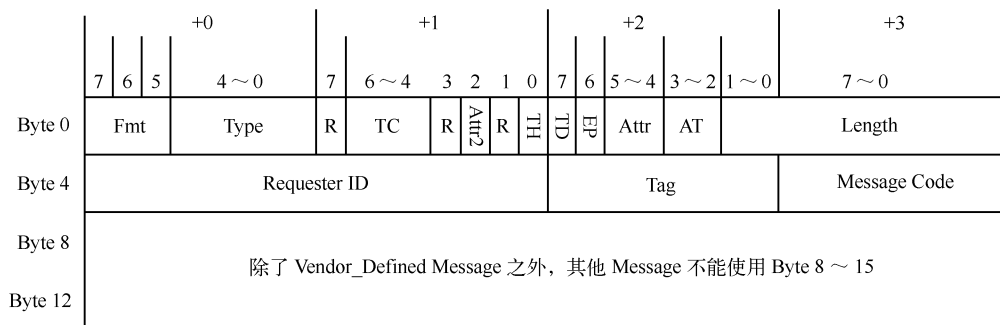 +0 +1 +2 +3
7 6 5 4～0 7 6～4 3 2 1 0 7 6 5～4 3～2 1～0 7～0
Byte 0 Fmt Type R TC R Attr2 R TH TD EP Attr AT Length
Byte 4 Requester ID Tag Message Code
Byte 8
除了 Vendor_Defined Message 之外，其他 Message 不能使用 Byte 8～15
Byte 12